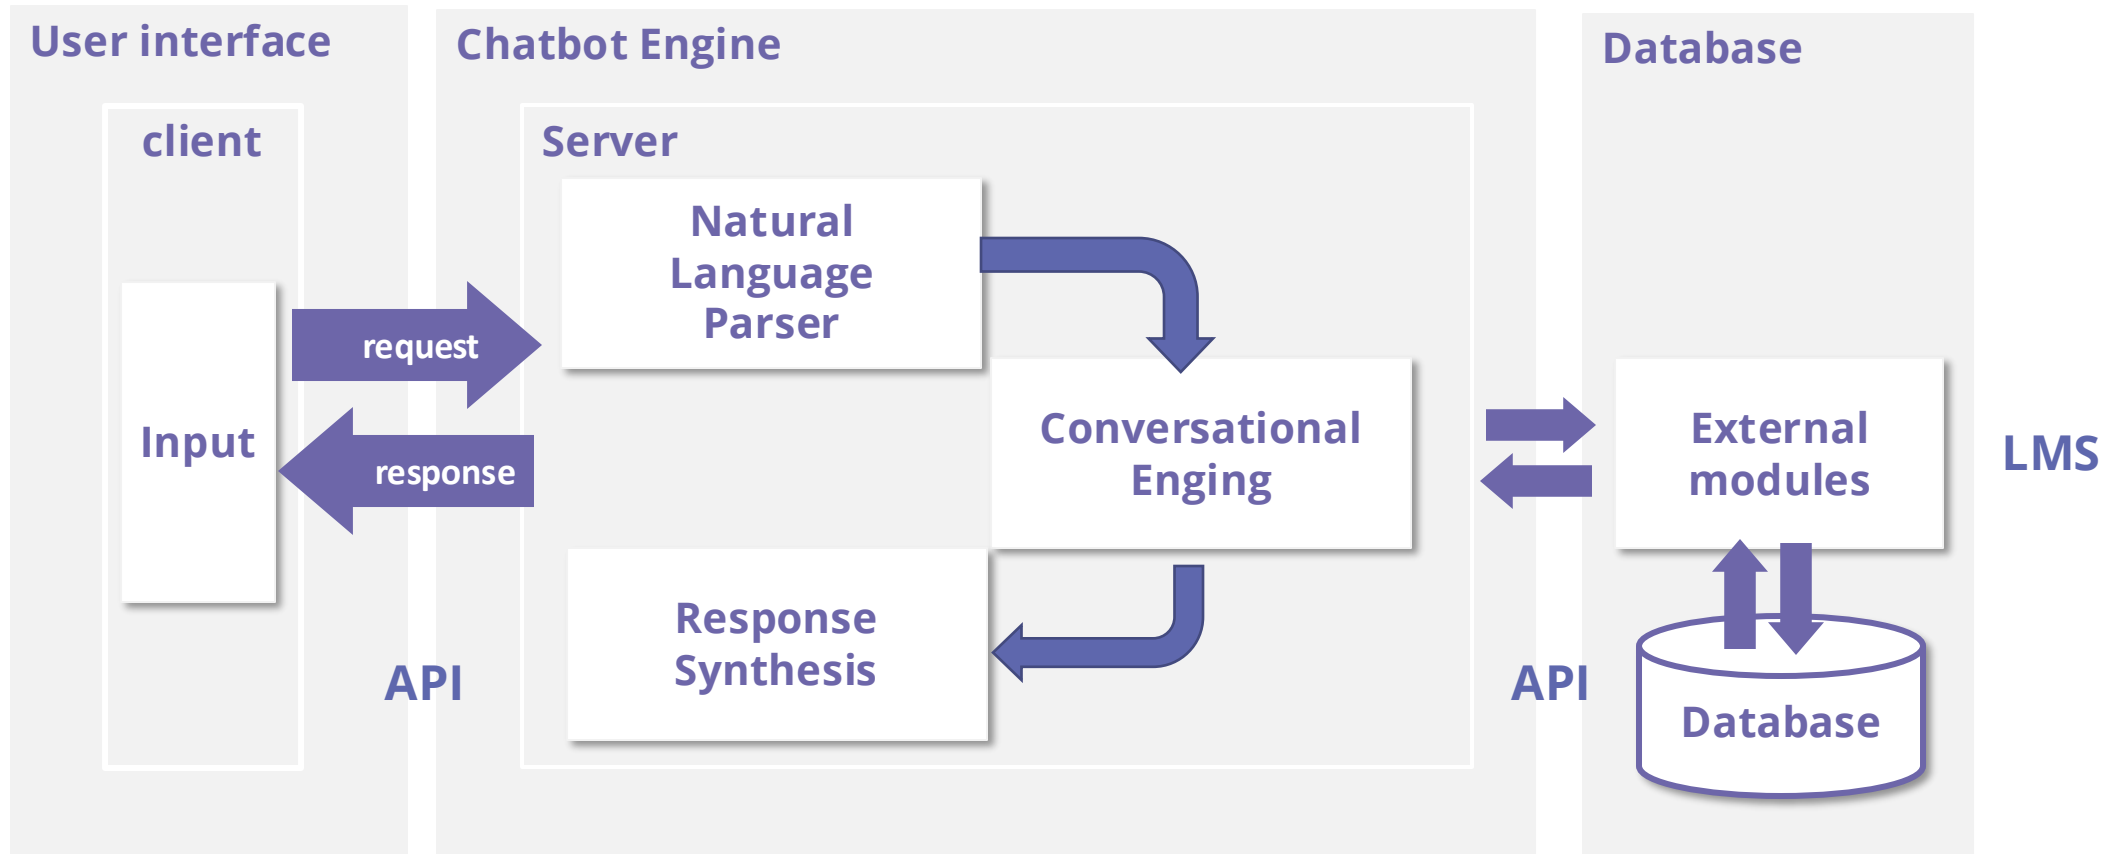 User interface
client
Input
request
response
API
Chatbot Engine
Server
Natural
Language
Parser
Conversational
Enging
Response
Synthesis
API
Database
External
modules
Database
LMS